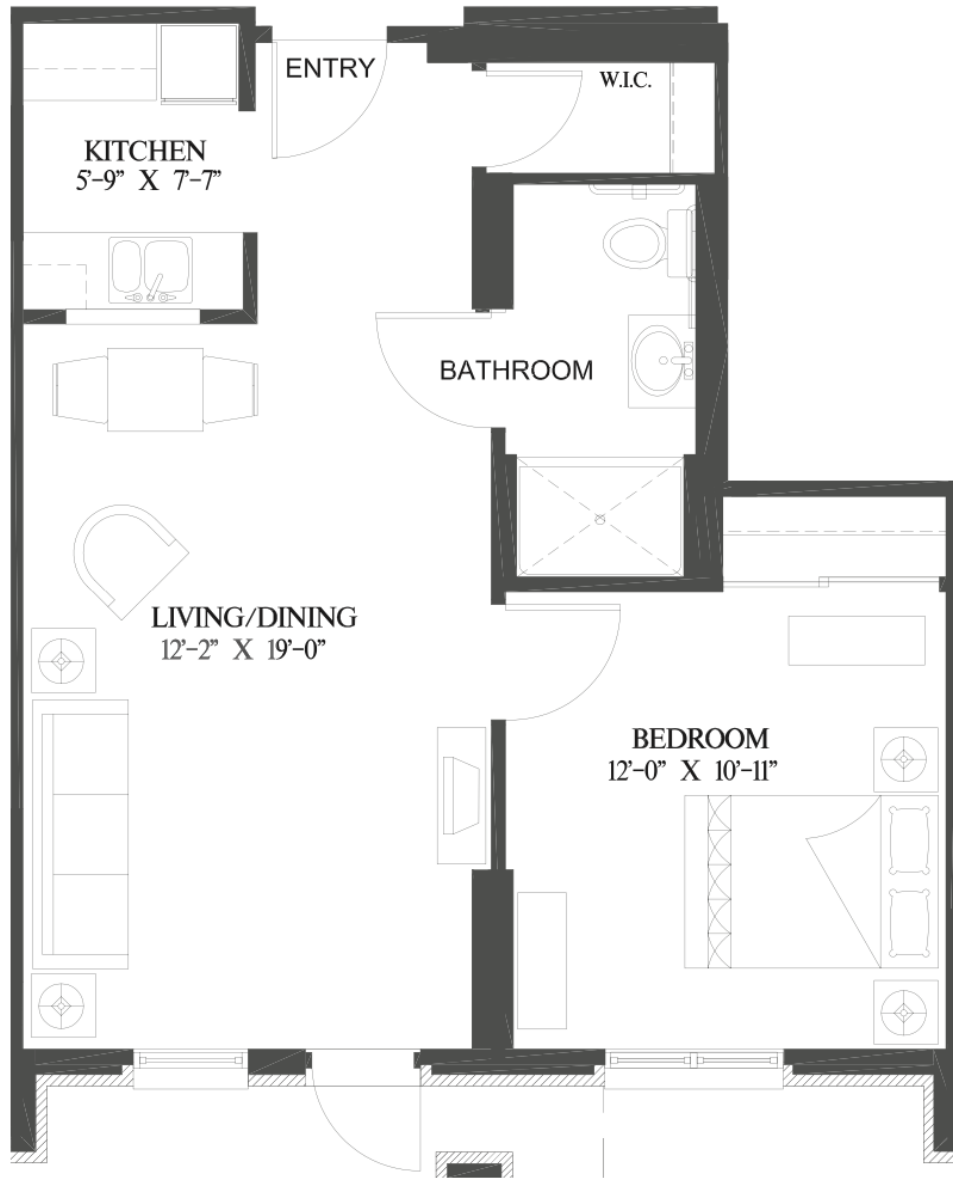 ENTRY
W.I.C.
KITCHEN
5'-9" X 7'-7"
BATHROOM
LIVING/DINING
12'-2" X 19'-0"
BEDROOM
12'-0" X 10'-11"